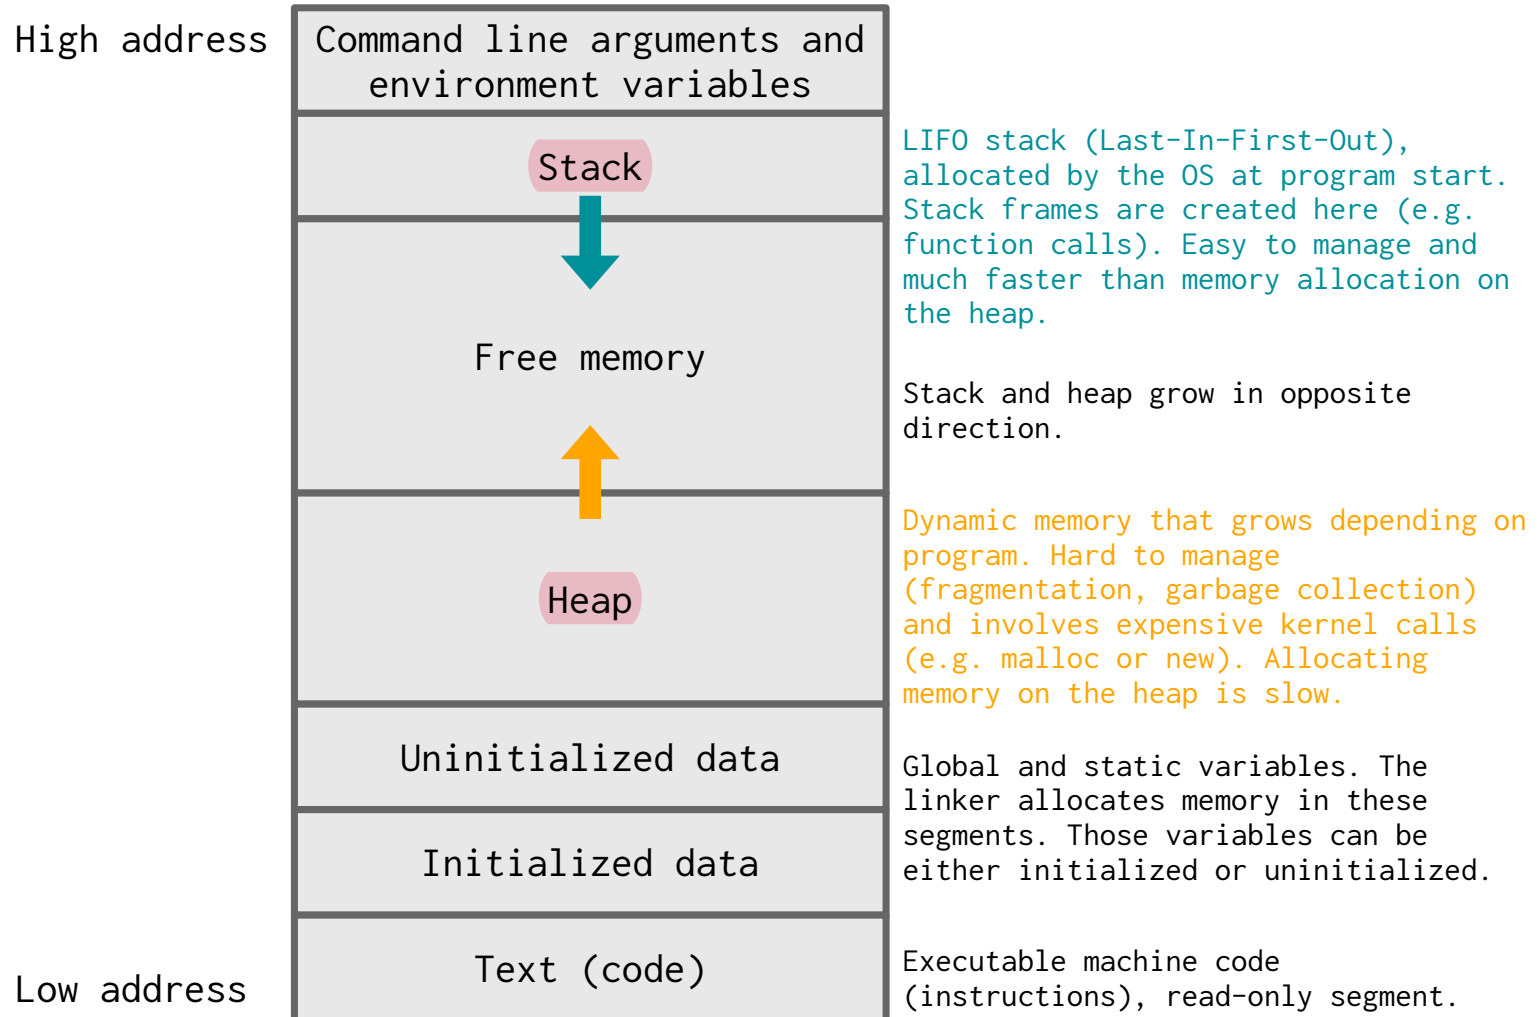 High address
Command line arguments and
environment variables
Stack
LIFO stack (Last-In-First-Out),
allocated by the OS at program start.
Stack frames are created here (e.g.
function calls). Easy to manage and
much faster than memory allocation on
the heap.
Free memory
Stack and heap grow in opposite
direction.
Heap
Dynamic memory that grows depending on
program. Hard to manage
(fragmentation, garbage collection)
and involves expensive kernel calls
(e.g. malloc or new). Allocating
memory on the heap is slow.
Uninitialized data
Initialized data
Global and static variables. The
linker allocates memory in these
segments. Those variables can be
either initialized or uninitialized.
Low address
Text (code)
Executable machine code
(instructions), read-only segment.